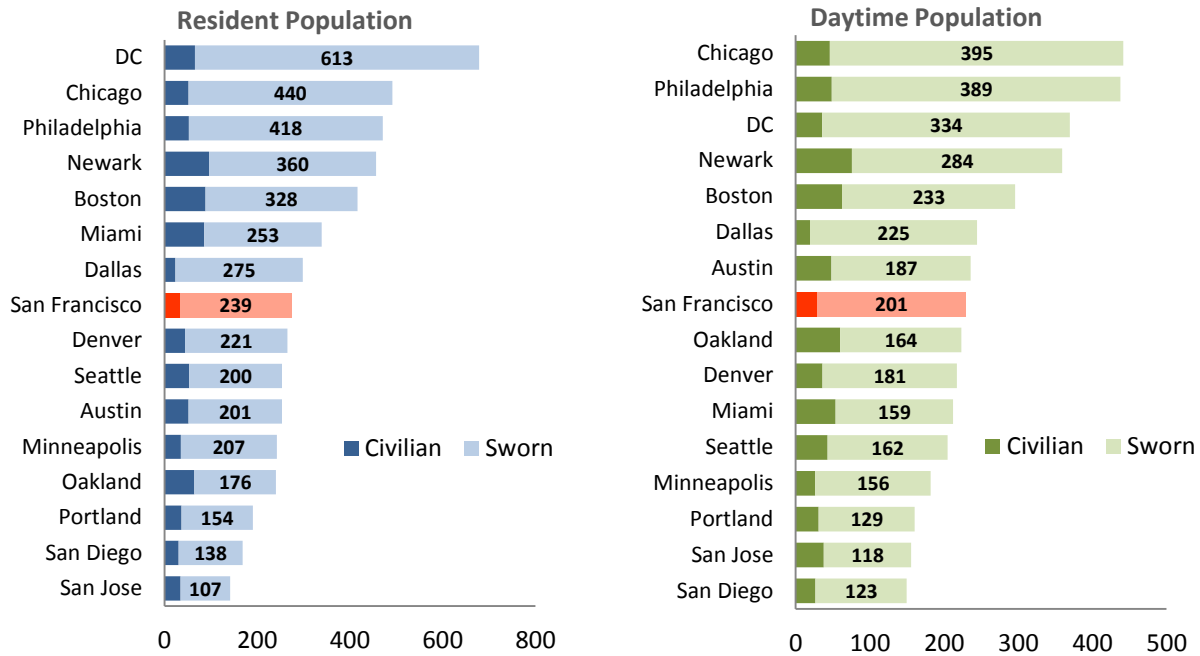 Resident Population
DC 613
Chicago 440
Philadelphia 418
Newark 360
Boston 328
Miami 253
Dallas 275
San Francisco 239
Denver 221
Seattle 200
Austin 201
Minneapolis 207
Civilian Sworn
Oakland 176
Portland 154
San Diego 138
San Jose 107
0 200 400 600 800
Daytime Population
Chicago 395
Philadelphia 389
DC 334
Newark 284
Boston 233
Dallas 225
Austin 187
San Francisco 201
Oakland 164
Denver 181
Miami 159
Seattle 162
Civilian Sworn
Minneapolis 156
Portland 129
San Jose 118
San Diego 123
0 100 200 300 400 500